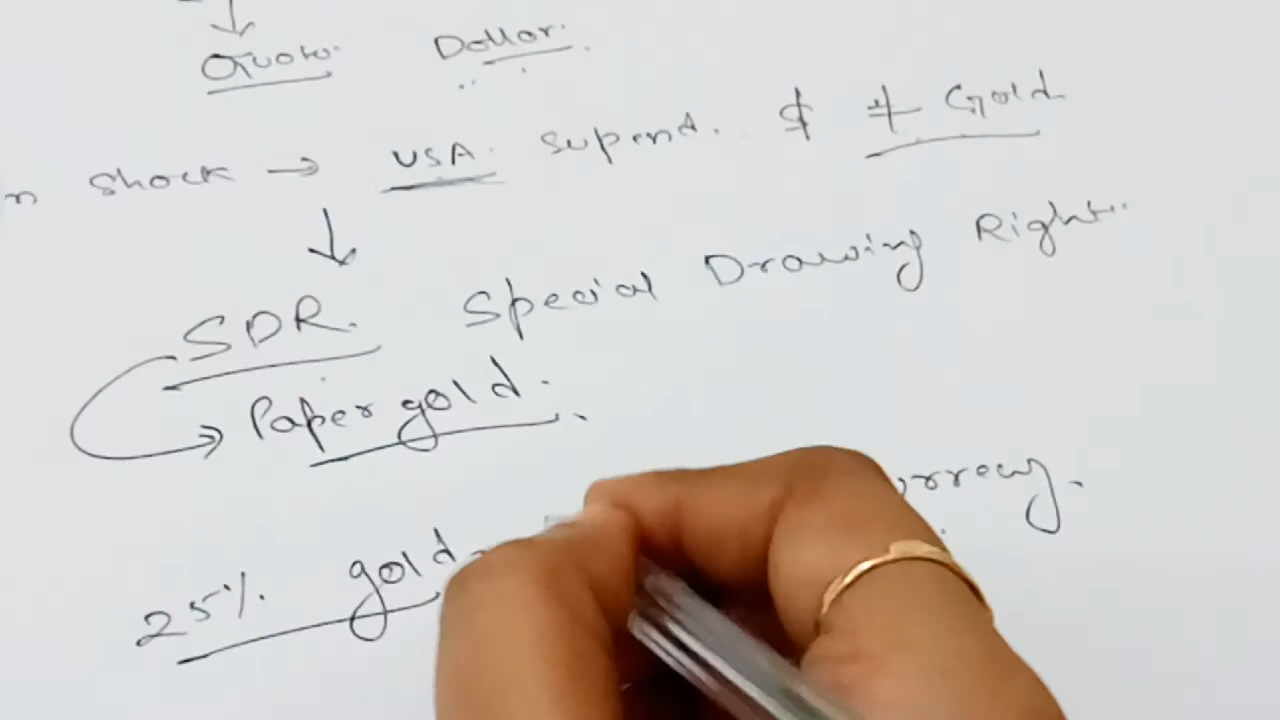 Quota. Dollar.
n Shock → USA. Supend. $ ≠ Gold
↓
SDR. Special Drawing Right.
→ Paper gold.
25% gold